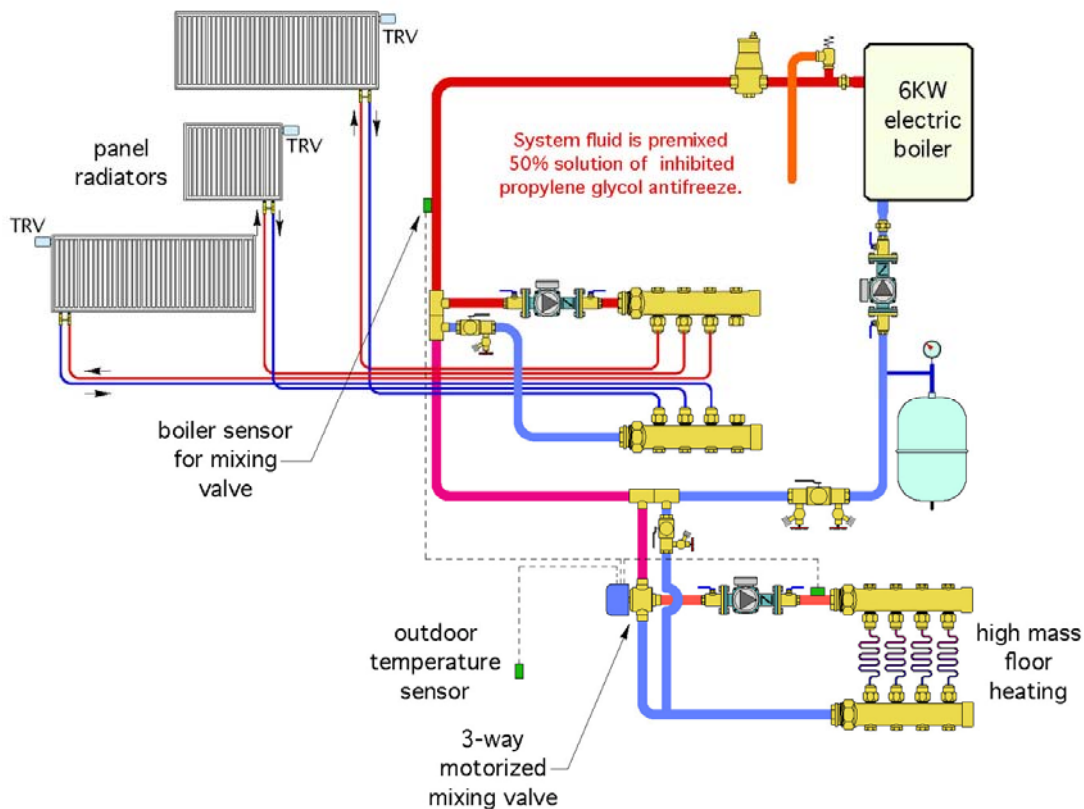 TRV
TRV
panel
radiators
TRV
System fluid is premixed
50% solution of inhibited
propylene glycol antifreeze.
6KW
electric
boiler
boiler sensor
for mixing
valve
outdoor
temperature
sensor
3-way
motorized
mixing valve
high mass
floor
heating